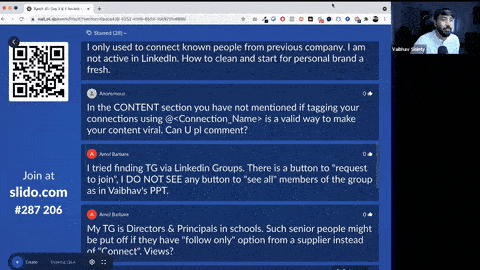 Starred (28)
I only used to connect known people from previous company. I am
not active in LinkedIn. How to clean and start for personal brand a
fresh.
Anonymous
0
In the CONTENT section you have not mentioned if tagging your
connections using @<Connection_Name> is a valid way to make
your content viral. Can U pl comment?
Amol Barbare
0
I tried finding TG via Linkedin Groups. There is a button to "request
to join", I DO NOT SEE any button to "see all" members of the group
as in Vaibhav's PPT.
Amol Barbare
0
My TG is Directors & Principals in schools. Such senior people might
be put off if they have "follow only" option from a supplier instead
of "Connect". Views?
Join at
slido.com
#287 206
Vaibhav Sisinty